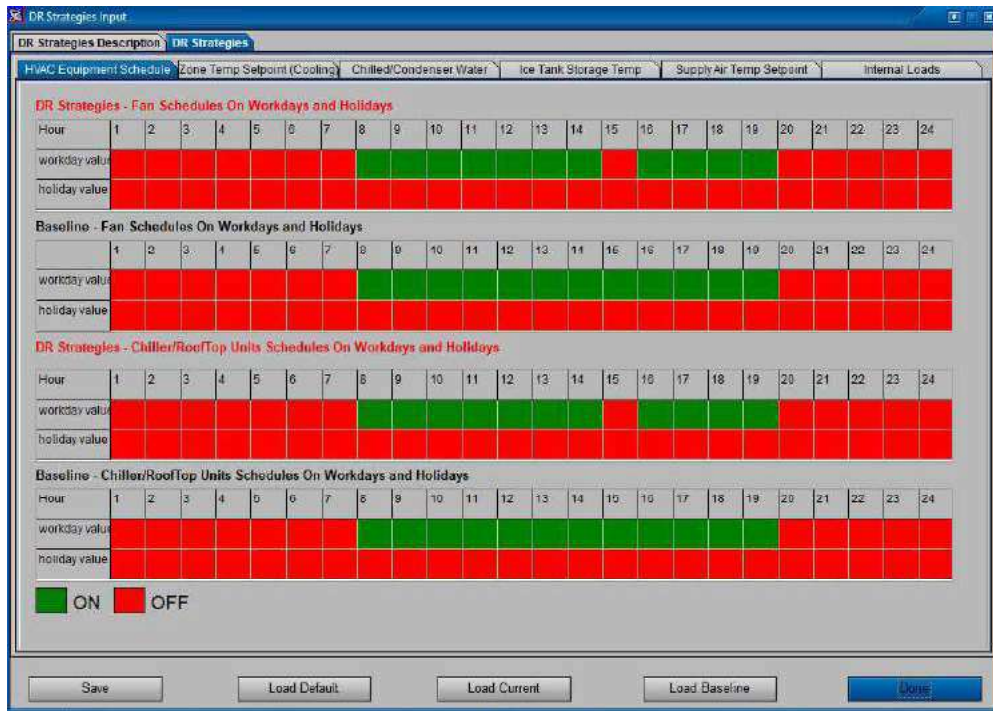 DR Strategies Input
DR Strategies Description DR Strategies
HVAC Equipment Schedule Zone Temp Setpoint (Cooling) Chilled/Condenser Water Ice Tank Storage Temp Supply Air Temp Setpoint Internal Loads
DR Strategies - Fan Schedules On Workdays and Holidays
Hour 1 2 3 4 5 6 7 8 9 10 11 12 13 14 15 16 17 18 19 20 21 22 23 24
workday value
holiday value
Baseline - Fan Schedules On Workdays and Holidays
1 2 3 4 5 6 7 8 9 10 11 12 13 14 15 16 17 18 19 20 21 22 23 24
workday value
holiday value
DR Strategies - Chiller/RoofTop Units Schedules On Workdays and Holidays
Hour 1 2 3 4 5 6 7 8 9 10 11 12 13 14 15 16 17 18 19 20 21 22 23 24
workday value
holiday value
Baseline - Chiller/RoofTop Units Schedules On Workdays and Holidays
Hour 1 2 3 4 5 6 7 8 9 10 11 12 13 14 15 16 17 18 19 20 21 22 23 24
workday value
holiday value
ON OFF
Save Load Default Load Current Load Baseline Done